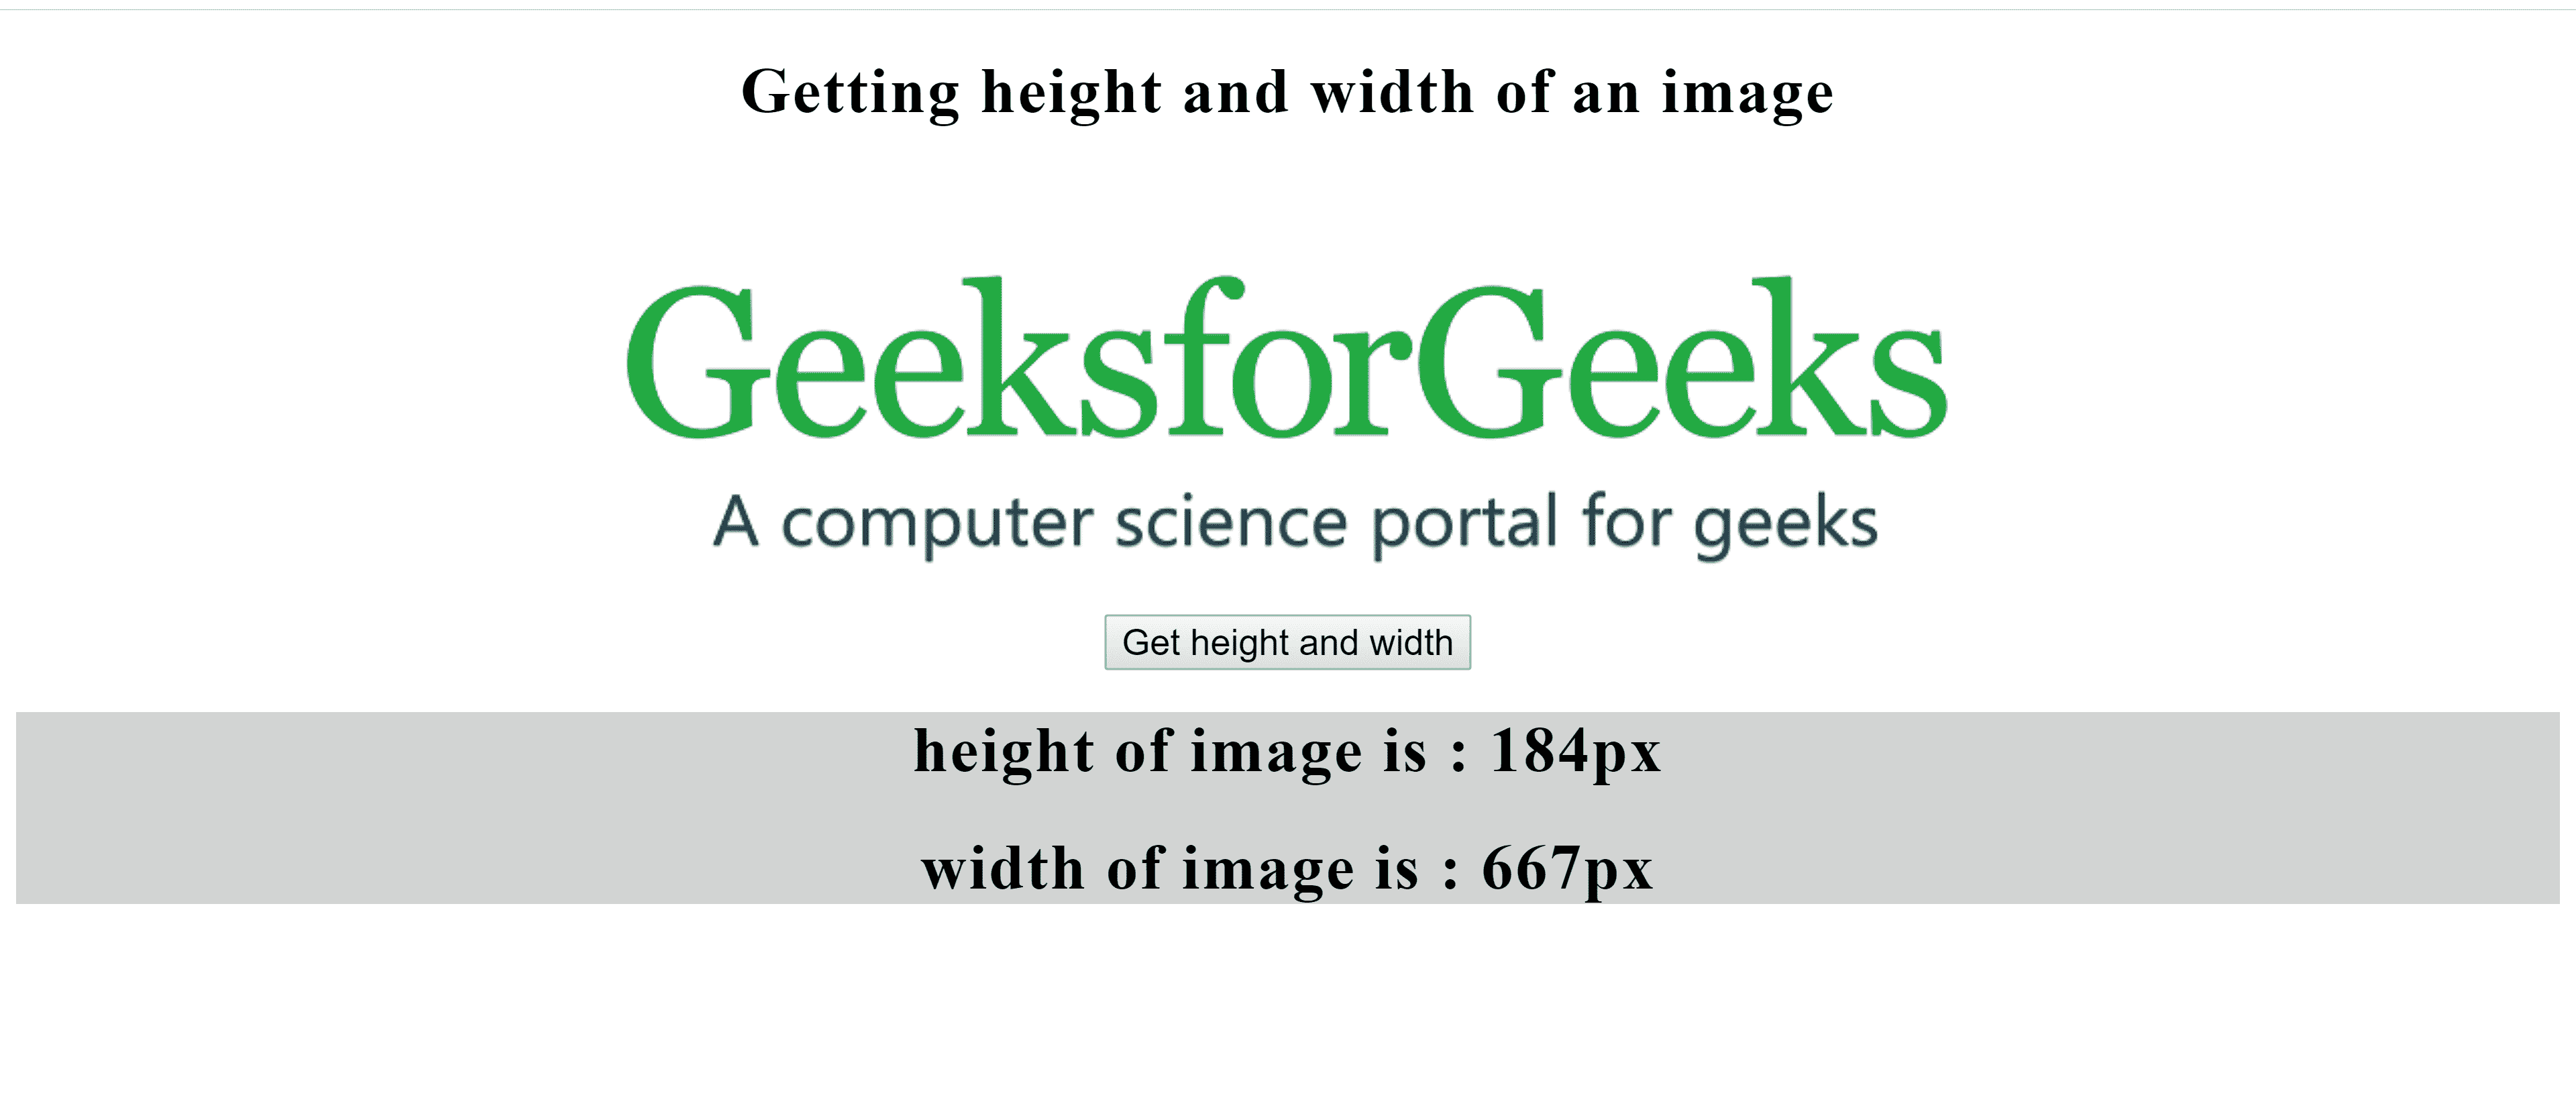 Getting height and width of an image
GeeksforGeeks
A computer science portal for geeks
Get height and width
height of image is : 184px
width of image is : 667px